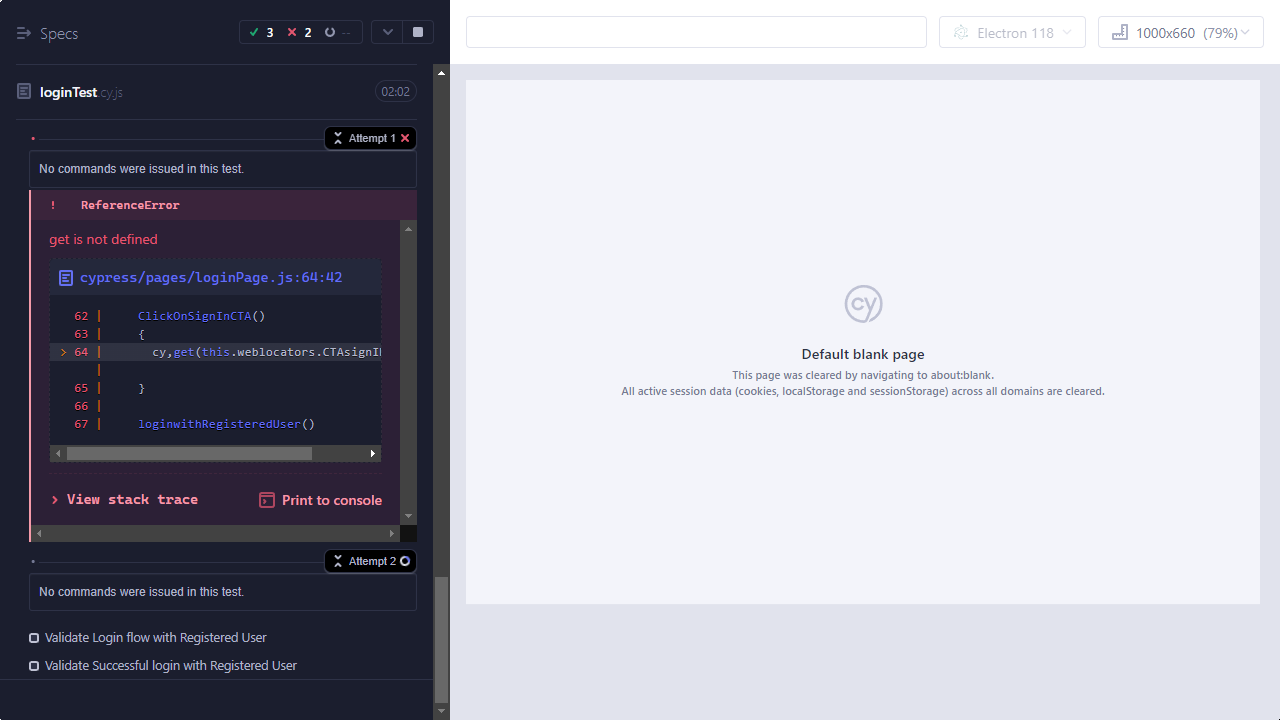 Specs
3 2 --
Electron 118
1000x660 (79%)
loginTest.cy.js
02:02
Attempt 1
No commands were issued in this test.
! ReferenceError
get is not defined
cypress/pages/loginPage.js:64:42
62 | ClickOnSignInCTA()
63 | {
> 64 | cy,get(this.weblocators.CTAsignI
|
65 | }
66 |
67 | loginwithRegisteredUser()
> View stack trace
Print to console
Attempt 2
No commands were issued in this test.
Validate Login flow with Registered User
Validate Successful login with Registered User
cy
Default blank page
This page was cleared by navigating to about:blank.
All active session data (cookies, localStorage and sessionStorage) across all domains are cleared.